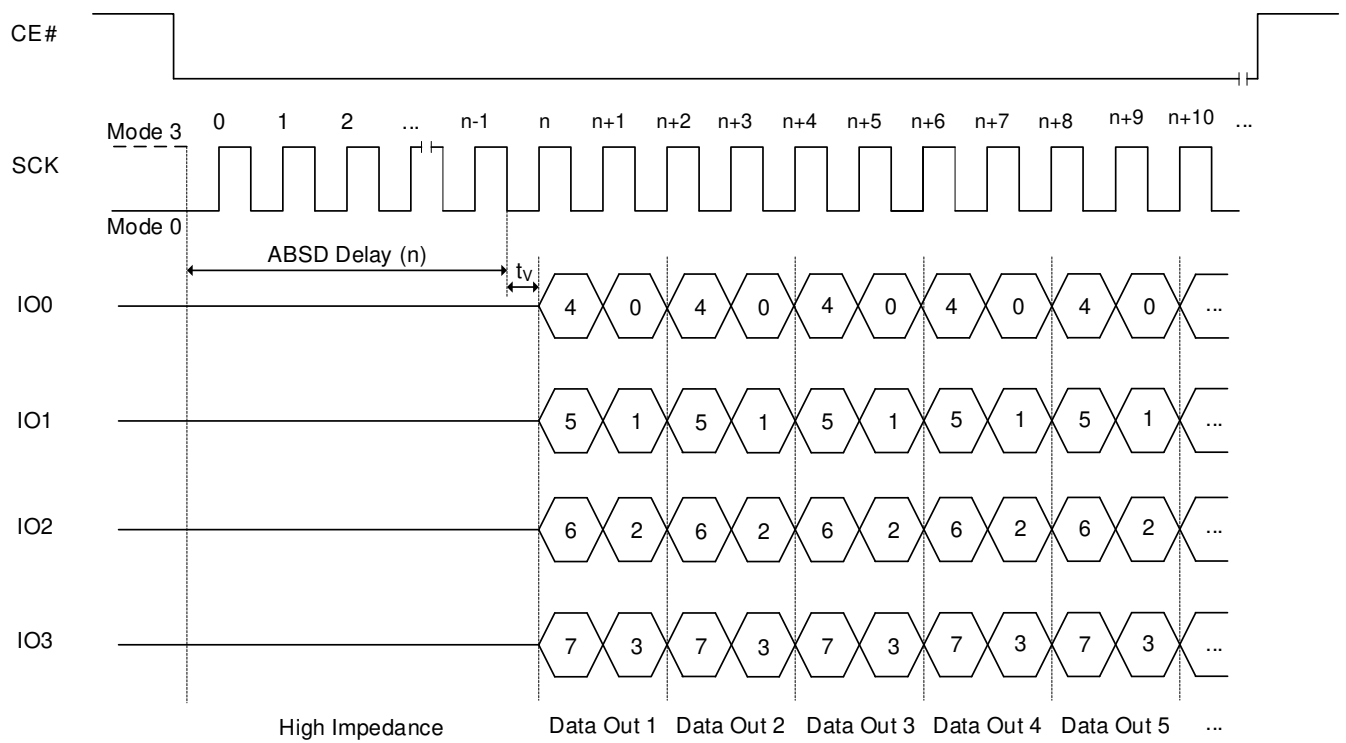 CE#
0 1 2 ... n-1 n n+1 n+2 n+3 n+4 n+5 n+6 n+7 n+8 n+9 n+10 ...
Mode 3
SCK
Mode 0
ABSD Delay (n)
tV
IO0 4 0 4 0 4 0 4 0 4 0 ...
IO1 5 1 5 1 5 1 5 1 5 1 ...
IO2 6 2 6 2 6 2 6 2 6 2 ...
IO3 7 3 7 3 7 3 7 3 7 3 ...
High Impedance Data Out 1 Data Out 2 Data Out 3 Data Out 4 Data Out 5 ...